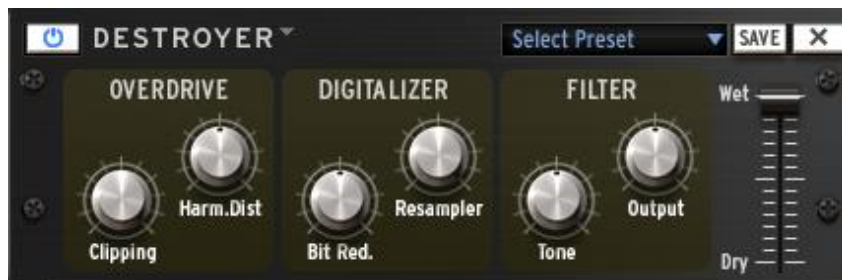 DESTROYER
Select Preset
SAVE
OVERDRIVE
Harm.Dist
Clipping
DIGITALIZER
Resampler
Bit Red.
FILTER
Output
Tone
Wet
Dry